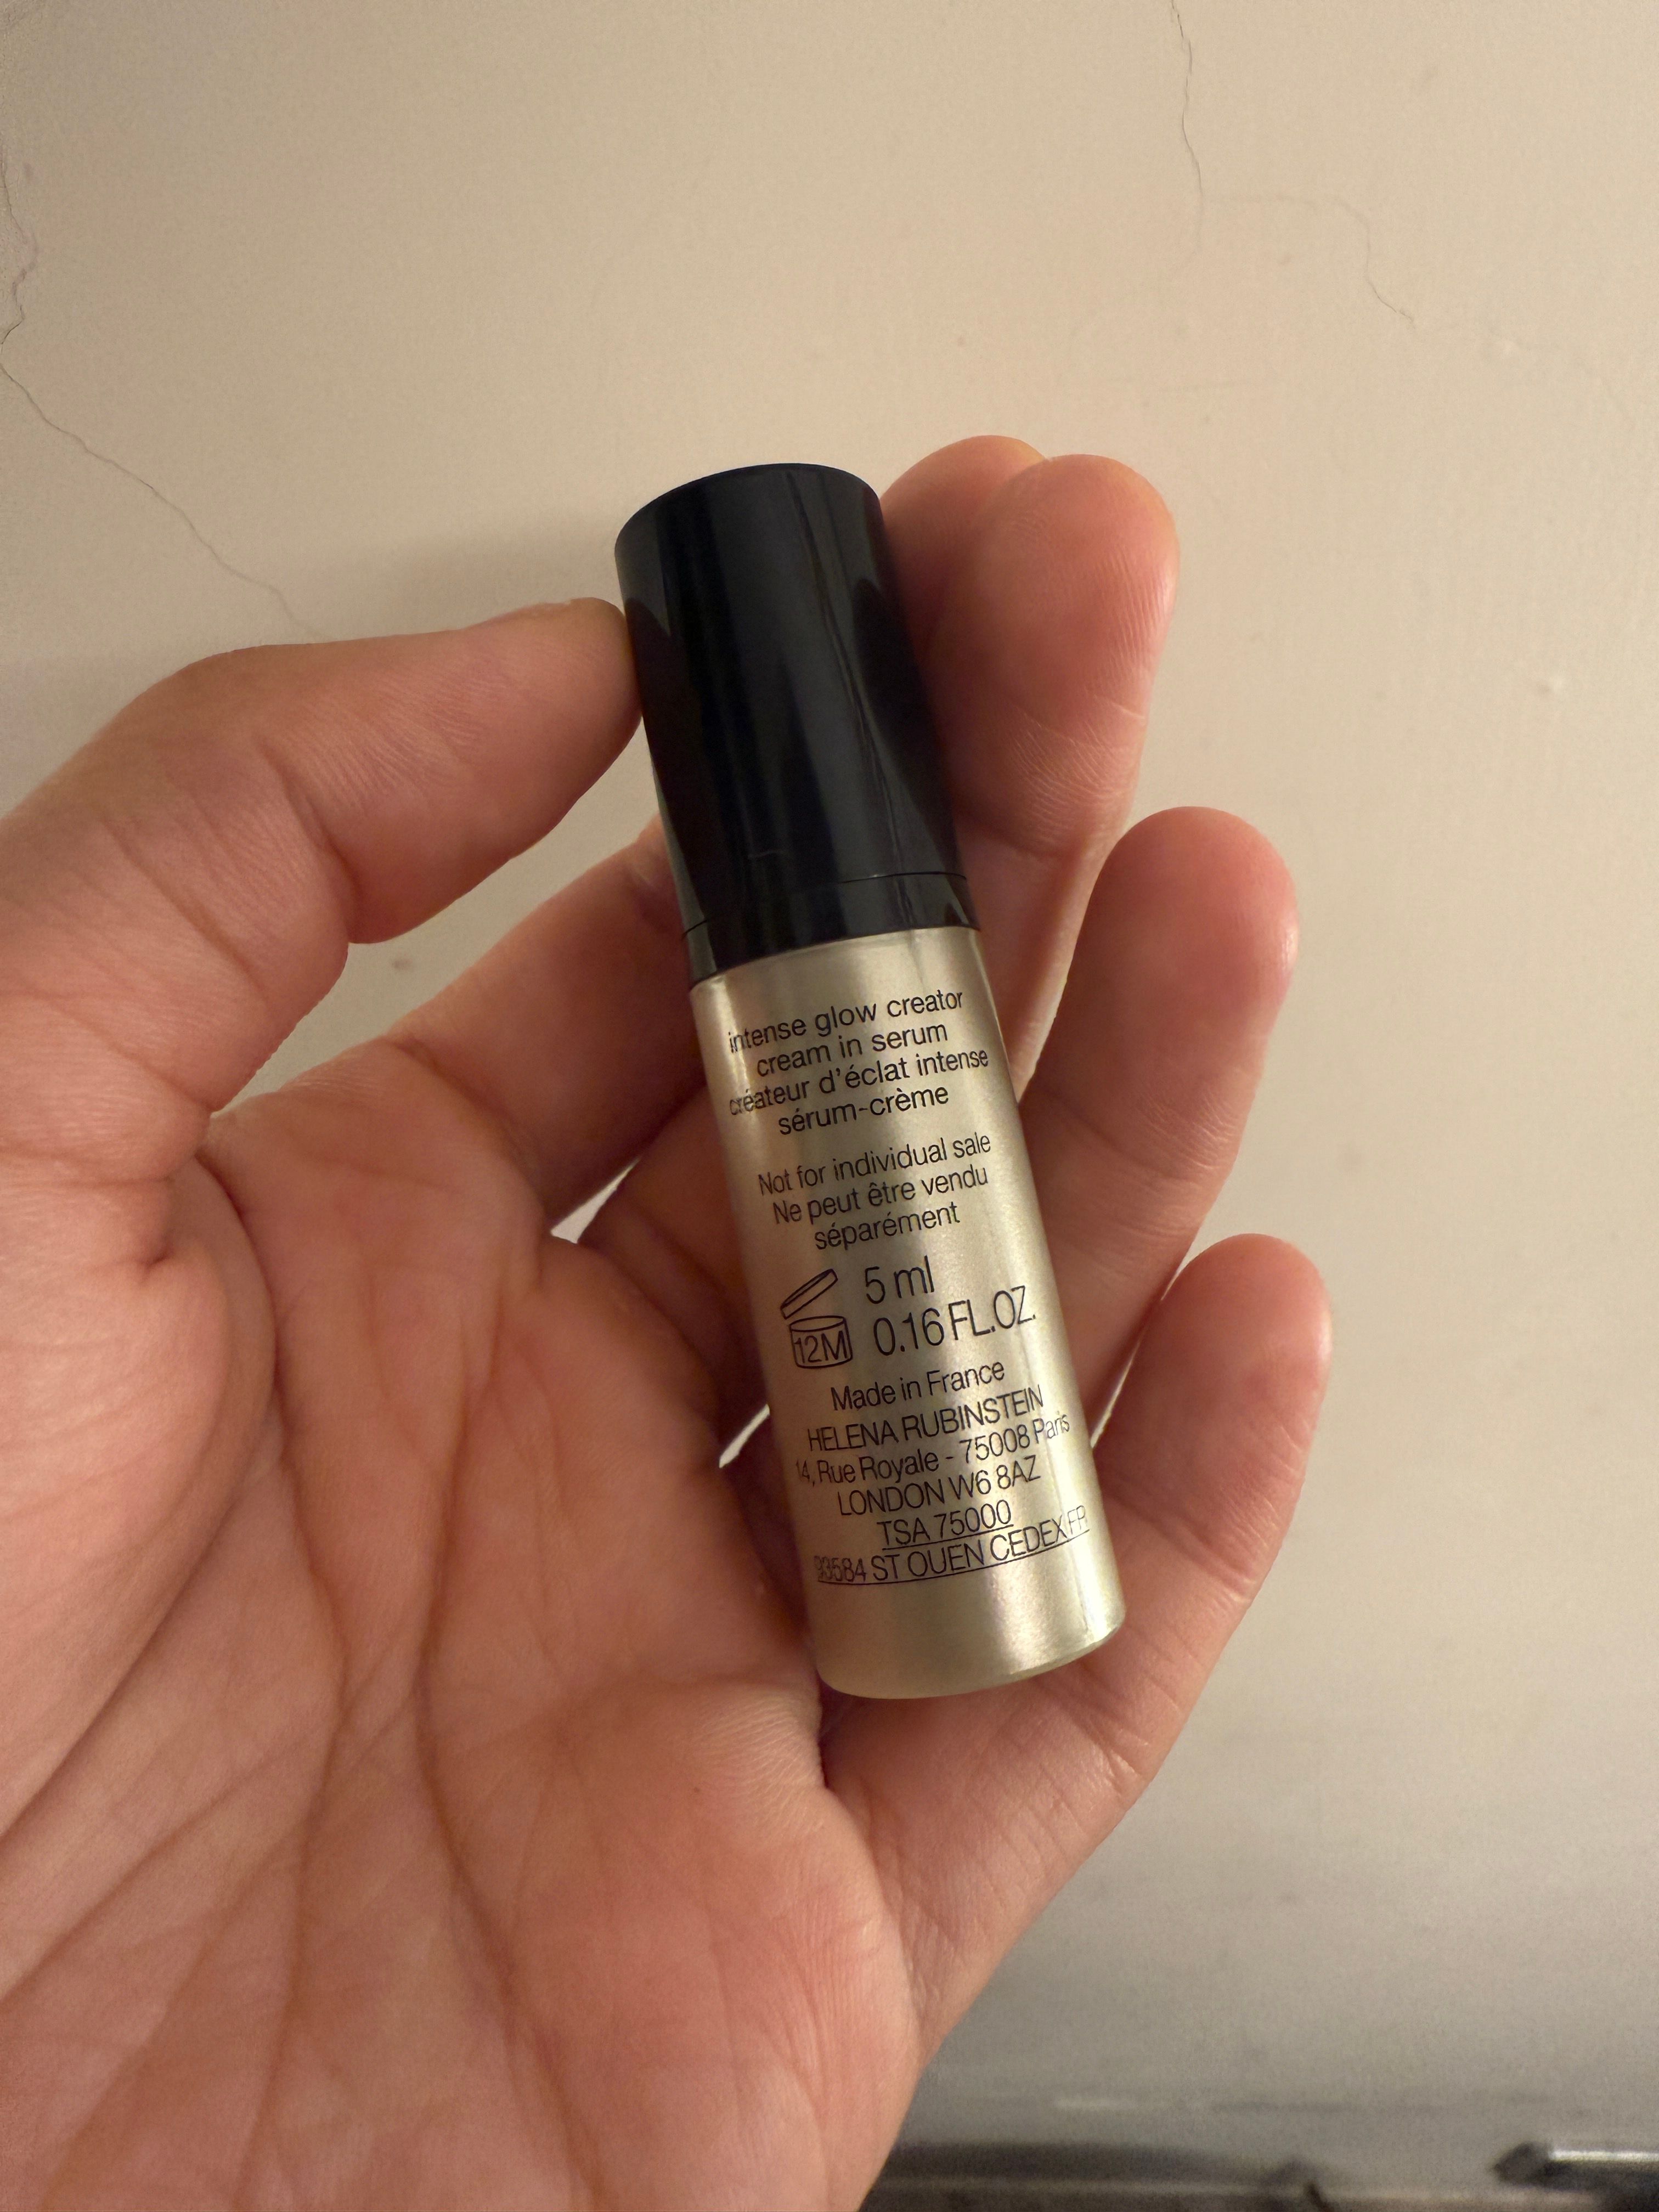 intense glow creator
cream in serum
créateur d'éclat intense
sérum-crème
Not for individual sale
Ne peut être vendu
séparément
12M
5 ml
0.16 FL.OZ.
Made in France
HELENA RUBINSTEIN
14, Rue Royale - 75008 Paris
LONDON W6 8AZ
TSA 75000
93584 ST OUEN CEDEX FR